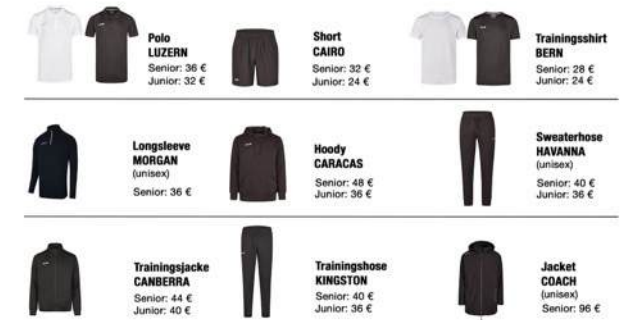 Polo
LUZERN
Senior: 36 €
Junior: 32 €
Short
CAIRO
Senior: 32 €
Junior: 24 €
Trainingsshirt
BERN
Senior: 28 €
Junior: 24 €
Longsleeve
MORGAN
(unisex)
Senior: 36 €
Hoody
CARACAS
Senior: 48 €
Junior: 36 €
Sweaterhose
HAVANNA
(unisex)
Senior: 40 €
Junior: 36 €
Trainingsjacke
CANBERRA
Senior: 44 €
Junior: 40 €
Trainingshose
KINGSTON
Senior: 40 €
Junior: 36 €
Jacket
COACH
(unisex)
Senior: 96 €